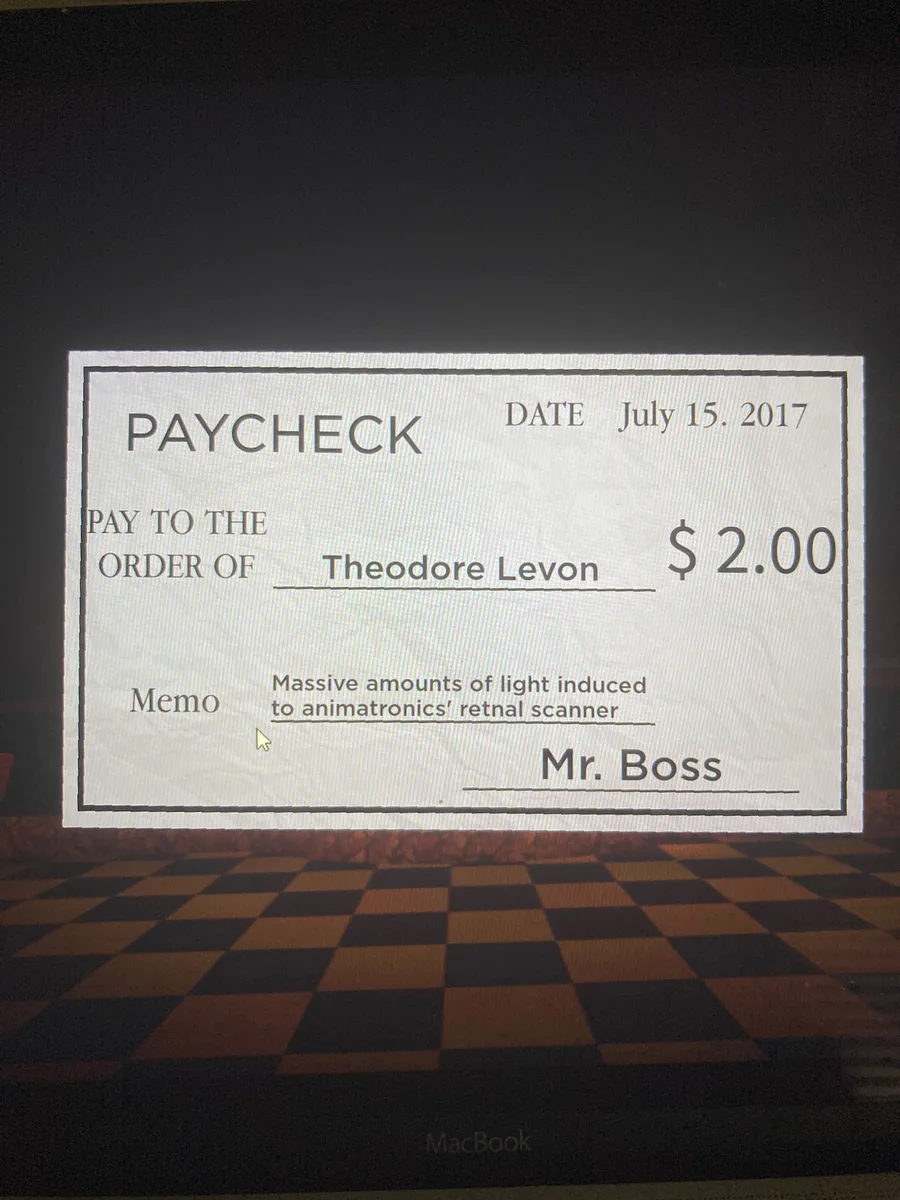 PAYCHECK
DATE July 15. 2017
PAY TO THE
ORDER OF Theodore Levon $ 2.00
Memo Massive amounts of light induced
to animatronics' retnal scanner
Mr. Boss
MacBook